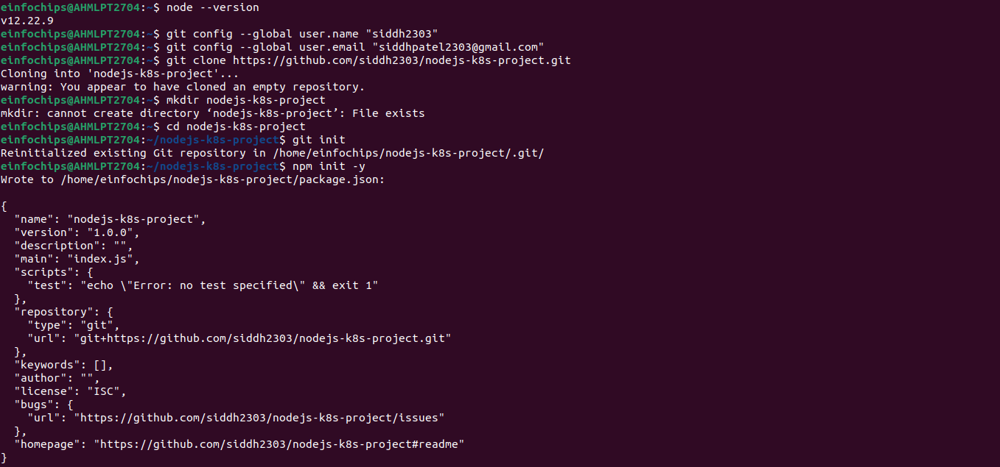 einfochips@AHMLPT2704:~$ node --version
v12.22.9
einfochips@AHMLPT2704:~$ git config --global user.name "siddh2303"
einfochips@AHMLPT2704:~$ git config --global user.email "siddhpatel2303@gmail.com"
einfochips@AHMLPT2704:~$ git clone https://github.com/siddh2303/nodejs-k8s-project.git
Cloning into 'nodejs-k8s-project'...
warning: You appear to have cloned an empty repository.
einfochips@AHMLPT2704:~$ mkdir nodejs-k8s-project
mkdir: cannot create directory ‘nodejs-k8s-project’: File exists
einfochips@AHMLPT2704:~$ cd nodejs-k8s-project
einfochips@AHMLPT2704:~/nodejs-k8s-project$ git init
Reinitialized existing Git repository in /home/einfochips/nodejs-k8s-project/.git/
einfochips@AHMLPT2704:~/nodejs-k8s-project$ npm init -y
Wrote to /home/einfochips/nodejs-k8s-project/package.json:

{
  "name": "nodejs-k8s-project",
  "version": "1.0.0",
  "description": "",
  "main": "index.js",
  "scripts": {
    "test": "echo \"Error: no test specified\" && exit 1"
  },
  "repository": {
    "type": "git",
    "url": "git+https://github.com/siddh2303/nodejs-k8s-project.git"
  },
  "keywords": [],
  "author": "",
  "license": "ISC",
  "bugs": {
    "url": "https://github.com/siddh2303/nodejs-k8s-project/issues"
  },
  "homepage": "https://github.com/siddh2303/nodejs-k8s-project#readme"
}